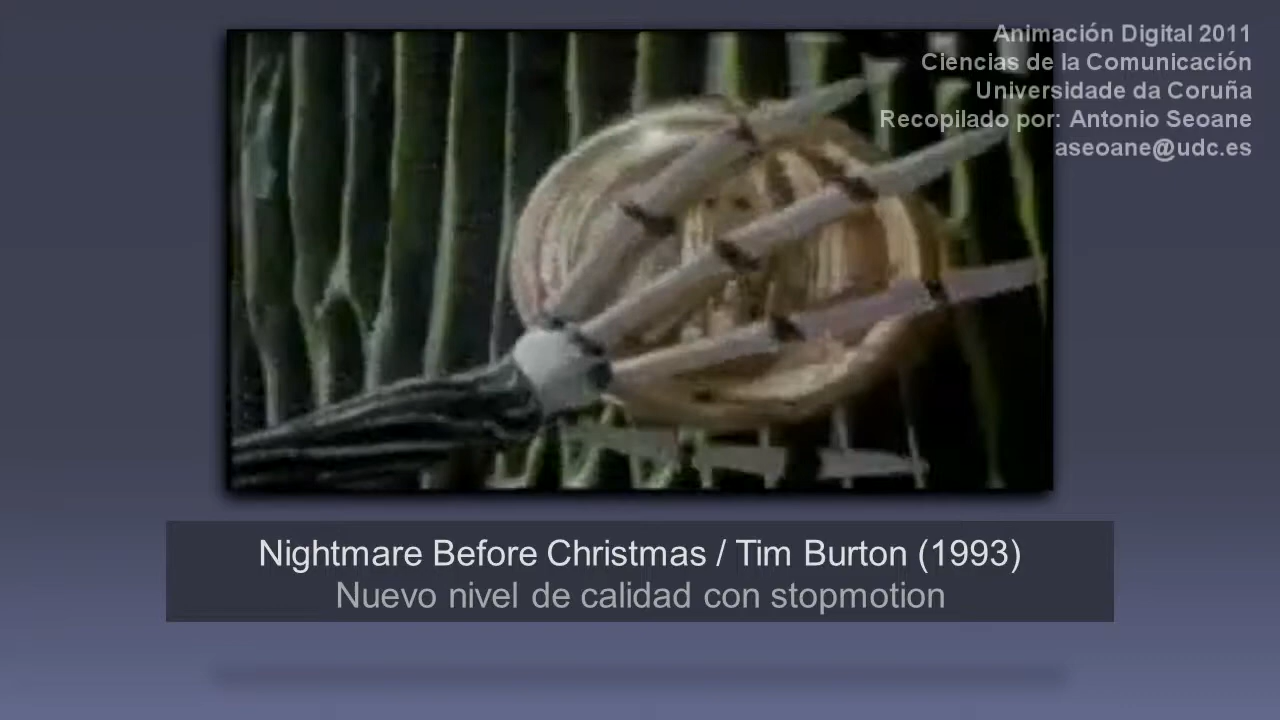 Animación Digital 2011
Ciencias de la Comunicación
Universidade da Coruña
Recopilado por: Antonio Seoane
aseoane@udc.es
Nightmare Before Christmas / Tim Burton (1993)
Nuevo nivel de calidad con stopmotion